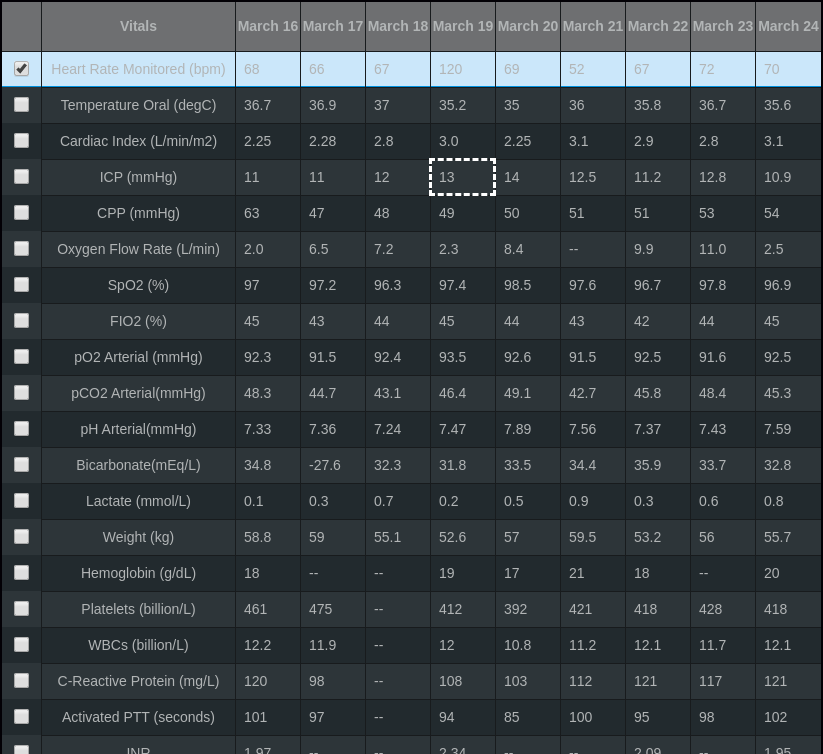 Vitals March 16 March 17 March 18 March 19 March 20 March 21 March 22 March 23 March 24
Heart Rate Monitored (bpm) 68 66 67 120 69 52 67 72 70
Temperature Oral (degC) 36.7 36.9 37 35.2 35 36 35.8 36.7 35.6
Cardiac Index (L/min/m2) 2.25 2.28 2.8 3.0 2.25 3.1 2.9 2.8 3.1
ICP (mmHg) 11 11 12 13 14 12.5 11.2 12.8 10.9
CPP (mmHg) 63 47 48 49 50 51 51 53 54
Oxygen Flow Rate (L/min) 2.0 6.5 7.2 2.3 8.4 -- 9.9 11.0 2.5
SpO2 (%) 97 97.2 96.3 97.4 98.5 97.6 96.7 97.8 96.9
FIO2 (%) 45 43 44 45 44 43 42 44 45
pO2 Arterial (mmHg) 92.3 91.5 92.4 93.5 92.6 91.5 92.5 91.6 92.5
pCO2 Arterial(mmHg) 48.3 44.7 43.1 46.4 49.1 42.7 45.8 48.4 45.3
pH Arterial(mmHg) 7.33 7.36 7.24 7.47 7.89 7.56 7.37 7.43 7.59
Bicarbonate(mEq/L) 34.8 -27.6 32.3 31.8 33.5 34.4 35.9 33.7 32.8
Lactate (mmol/L) 0.1 0.3 0.7 0.2 0.5 0.9 0.3 0.6 0.8
Weight (kg) 58.8 59 55.1 52.6 57 59.5 53.2 56 55.7
Hemoglobin (g/dL) 18 -- -- 19 17 21 18 -- 20
Platelets (billion/L) 461 475 -- 412 392 421 418 428 418
WBCs (billion/L) 12.2 11.9 -- 12 10.8 11.2 12.1 11.7 12.1
C-Reactive Protein (mg/L) 120 98 -- 108 103 112 121 117 121
Activated PTT (seconds) 101 97 -- 94 85 100 95 98 102
INR 1.97 -- -- 2.34 -- -- 2.09 -- 1.95